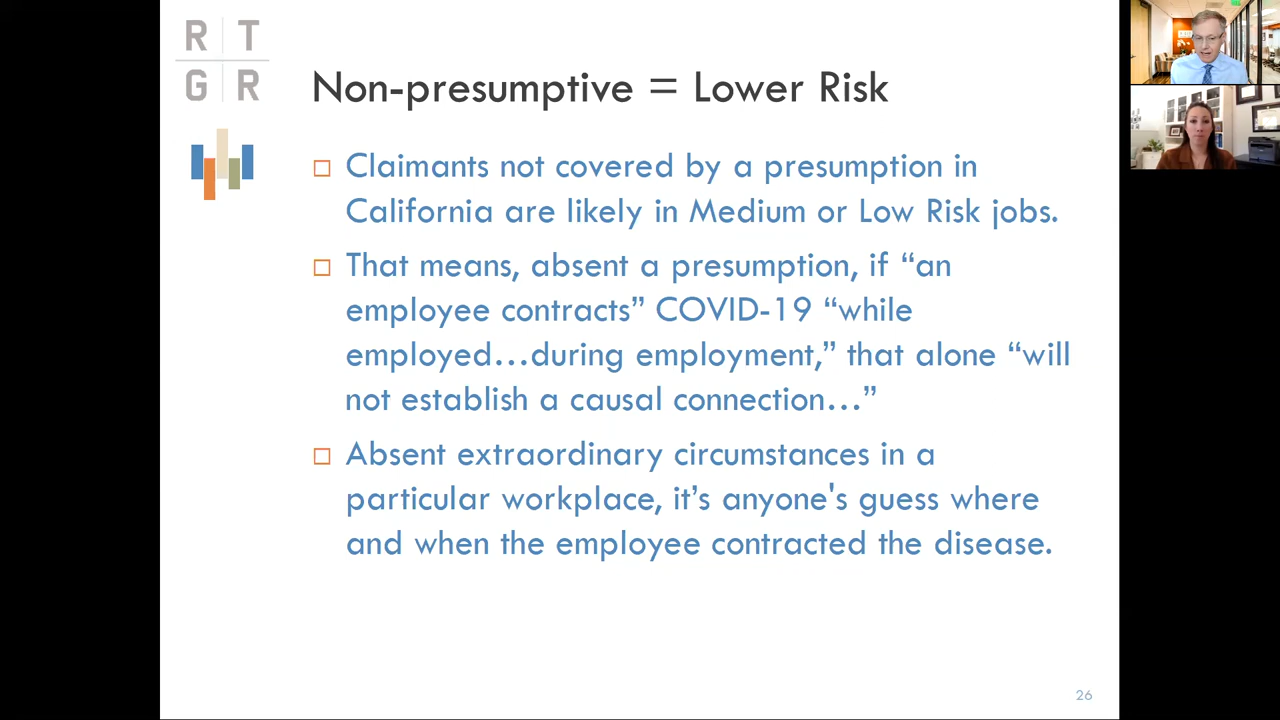 R T
G R
Non-presumptive = Lower Risk
Claimants not covered by a presumption in
California are likely in Medium or Low Risk jobs.
That means, absent a presumption, if “an
employee contracts” COVID-19 “while
employed…during employment,” that alone “will
not establish a causal connection…”
Absent extraordinary circumstances in a
particular workplace, it’s anyone's guess where
and when the employee contracted the disease.
26